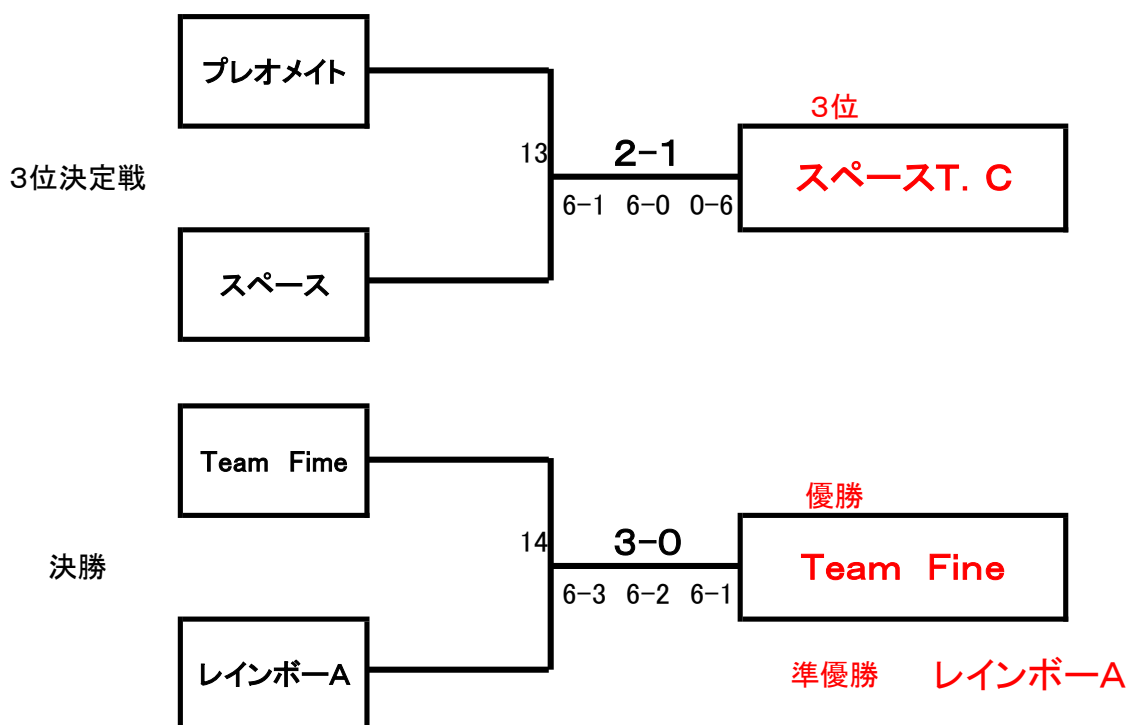 プレオメイト
3位
13
2-1
スペースT．C
3位決定戦
6-1 6-0 0-6
スペース
Team Fime
優勝
14
3-0
Team Fine
決勝
6-3 6-2 6-1
レインボーA
準優勝 レインボーA